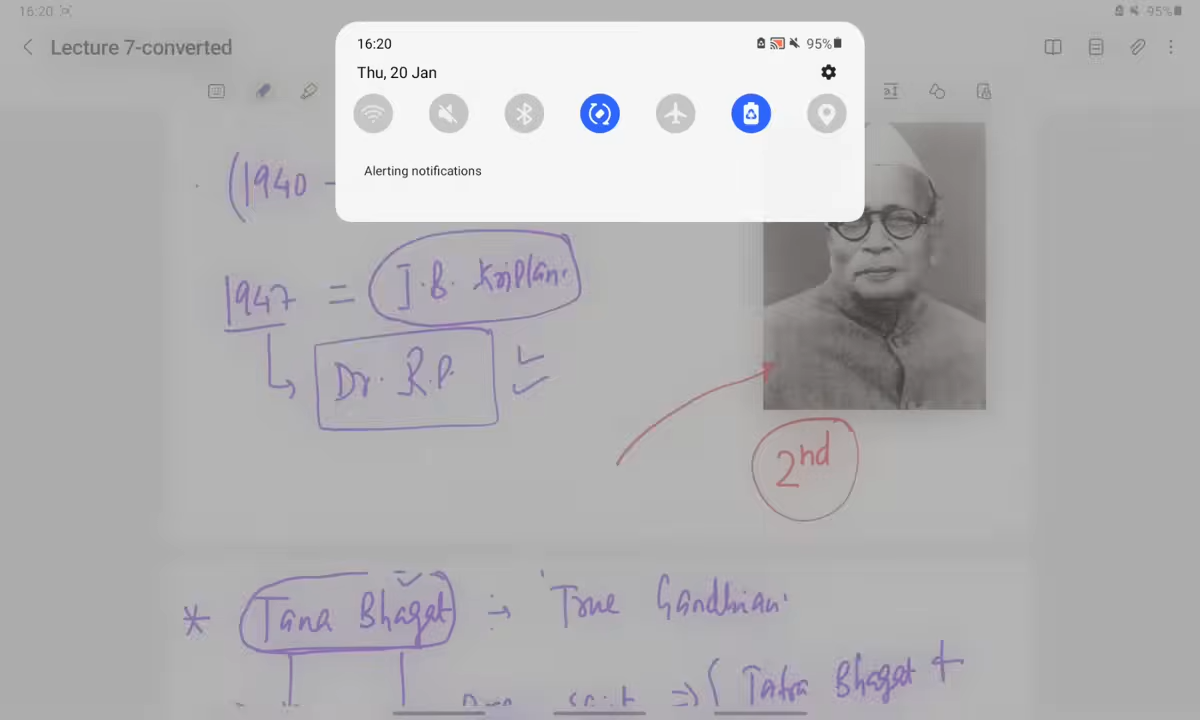 16:20 95%
Lecture 7-converted
16:20 95%
Thu, 20 Jan
Alerting notifications
(1940 -
1947 = J.B. Kriplani
Dr. R.P.
2nd
* Tana Bhagat → True Gandhian
Bhagat +